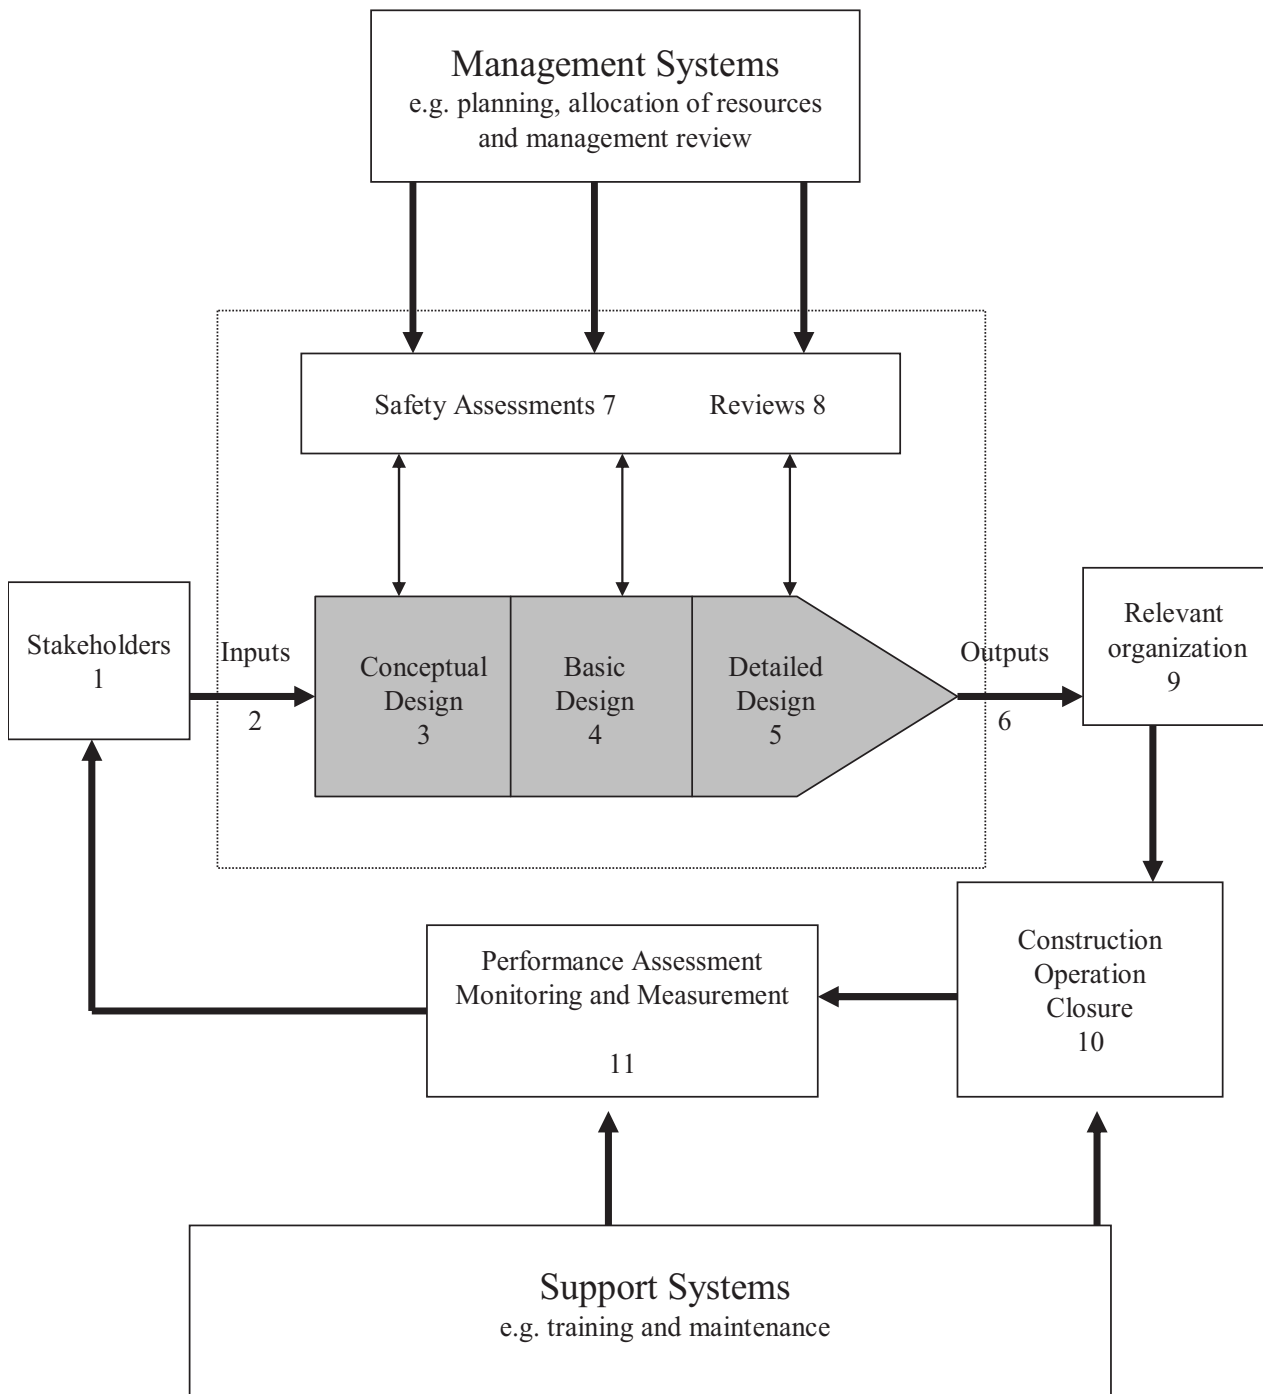 Management Systems
e.g. planning, allocation of resources
and management review
Safety Assessments 7 Reviews 8
Stakeholders
1
Inputs
2
Conceptual
Design
3
Basic
Design
4
Detailed
Design
5
Outputs
6
Relevant
organization
9
Performance Assessment
Monitoring and Measurement
11
Construction
Operation
Closure
10
Support Systems
e.g. training and maintenance